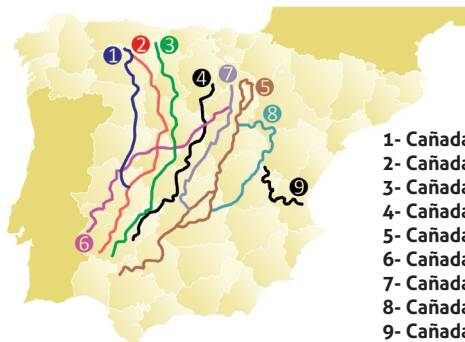 1
2
3
4
7
5
8
9
6
1- Cañada
2- Cañada
3- Cañada
4- Cañada
5- Cañada
6- Cañada
7- Cañada
8- Cañada
9- Cañada